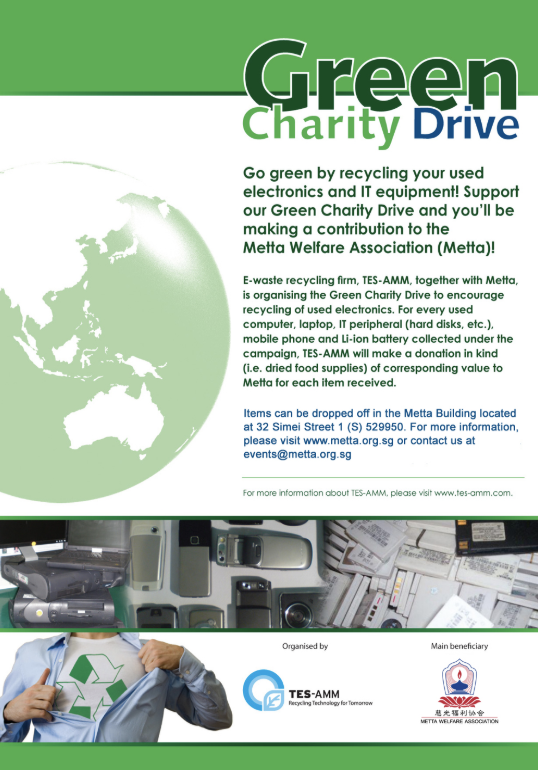 Green
Charity Drive
Go green by recycling your used
electronics and IT equipment! Support
our Green Charity Drive and you'll be
making a contribution to the
Metta Welfare Association (Metta)!
E-waste recycling firm, TES-AMM, together with Metta,
is organising the Green Charity Drive to encourage
recycling of used electronics. For every used
computer, laptop, IT peripheral (hard disks, etc.),
mobile phone and Li-ion battery collected under the
campaign, TES-AMM will make a donation in kind
(i.e. dried food supplies) of corresponding value to
Metta for each item received.
Items can be dropped off in the Metta Building located
at 32 Simei Street 1 (S) 529950. For more information,
please visit www.metta.org.sg or contact us at
events@metta.org.sg
For more information about TES-AMM, please visit www.tes-amm.com.
Organised by
Main beneficiary
TES-AMM
Recycling Technology for Tomorrow
慈光福利协会
METTA WELFARE ASSOCIATION